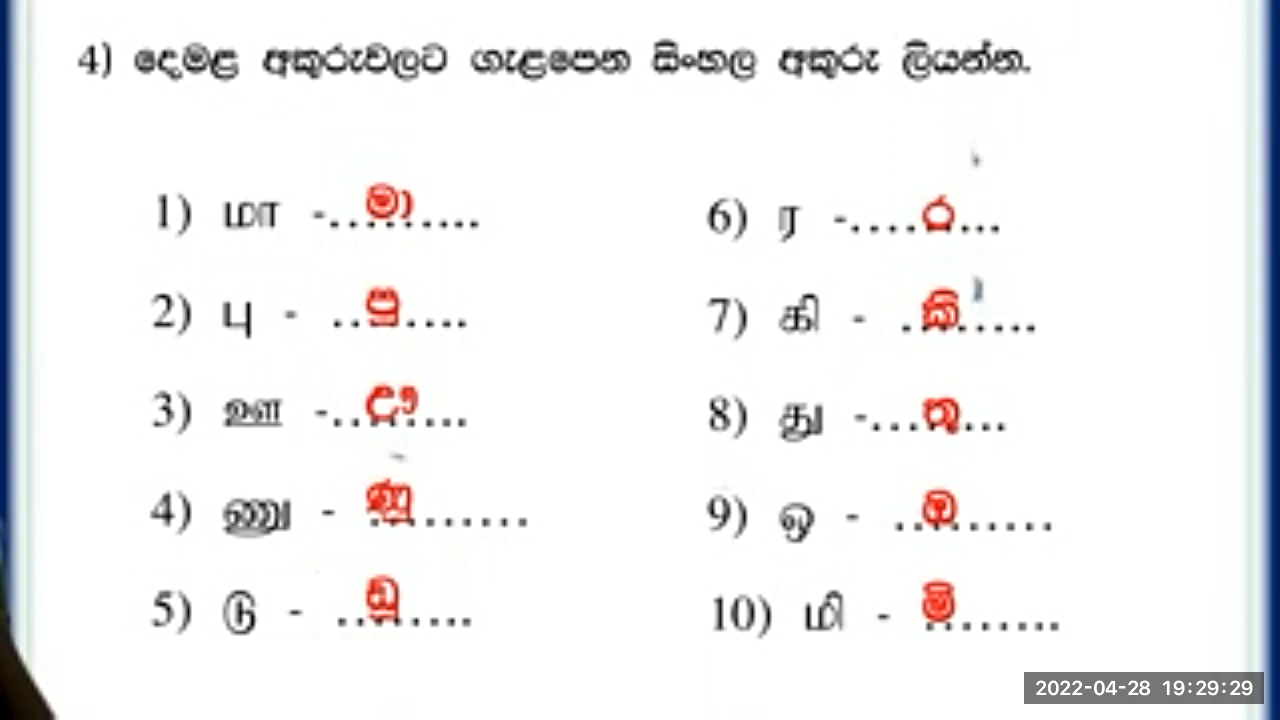 4) දෙමළ අකුරුවලට ගැළපෙන සිංහල අකුරු ලියන්න.
1) மா -.........මා
2) பு - ........පු
3) ஊ -........ඌ
4) ணு - .........ණු
5) டு - ........ඩු
6) ர -.........ර
7) கி - ........කි
8) து -.........තු
9) ஒ - .........ඔ
10) மி - ........මි
2022-04-28 19:29:29